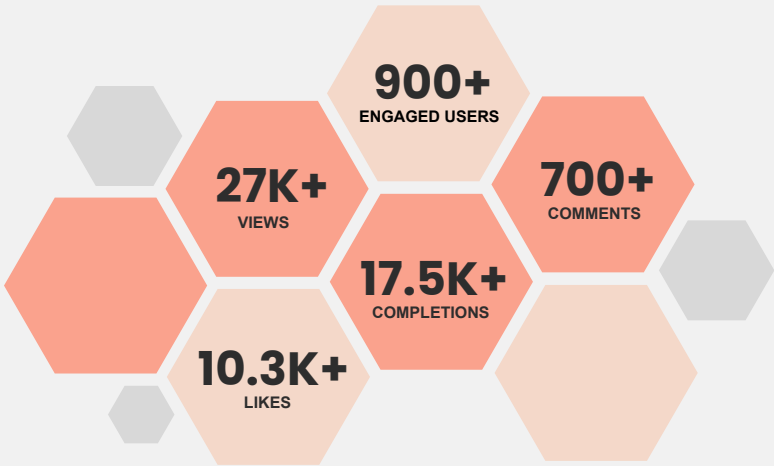 900+
ENGAGED USERS
27K+
VIEWS
700+
COMMENTS
17.5K+
COMPLETIONS
10.3K+
LIKES